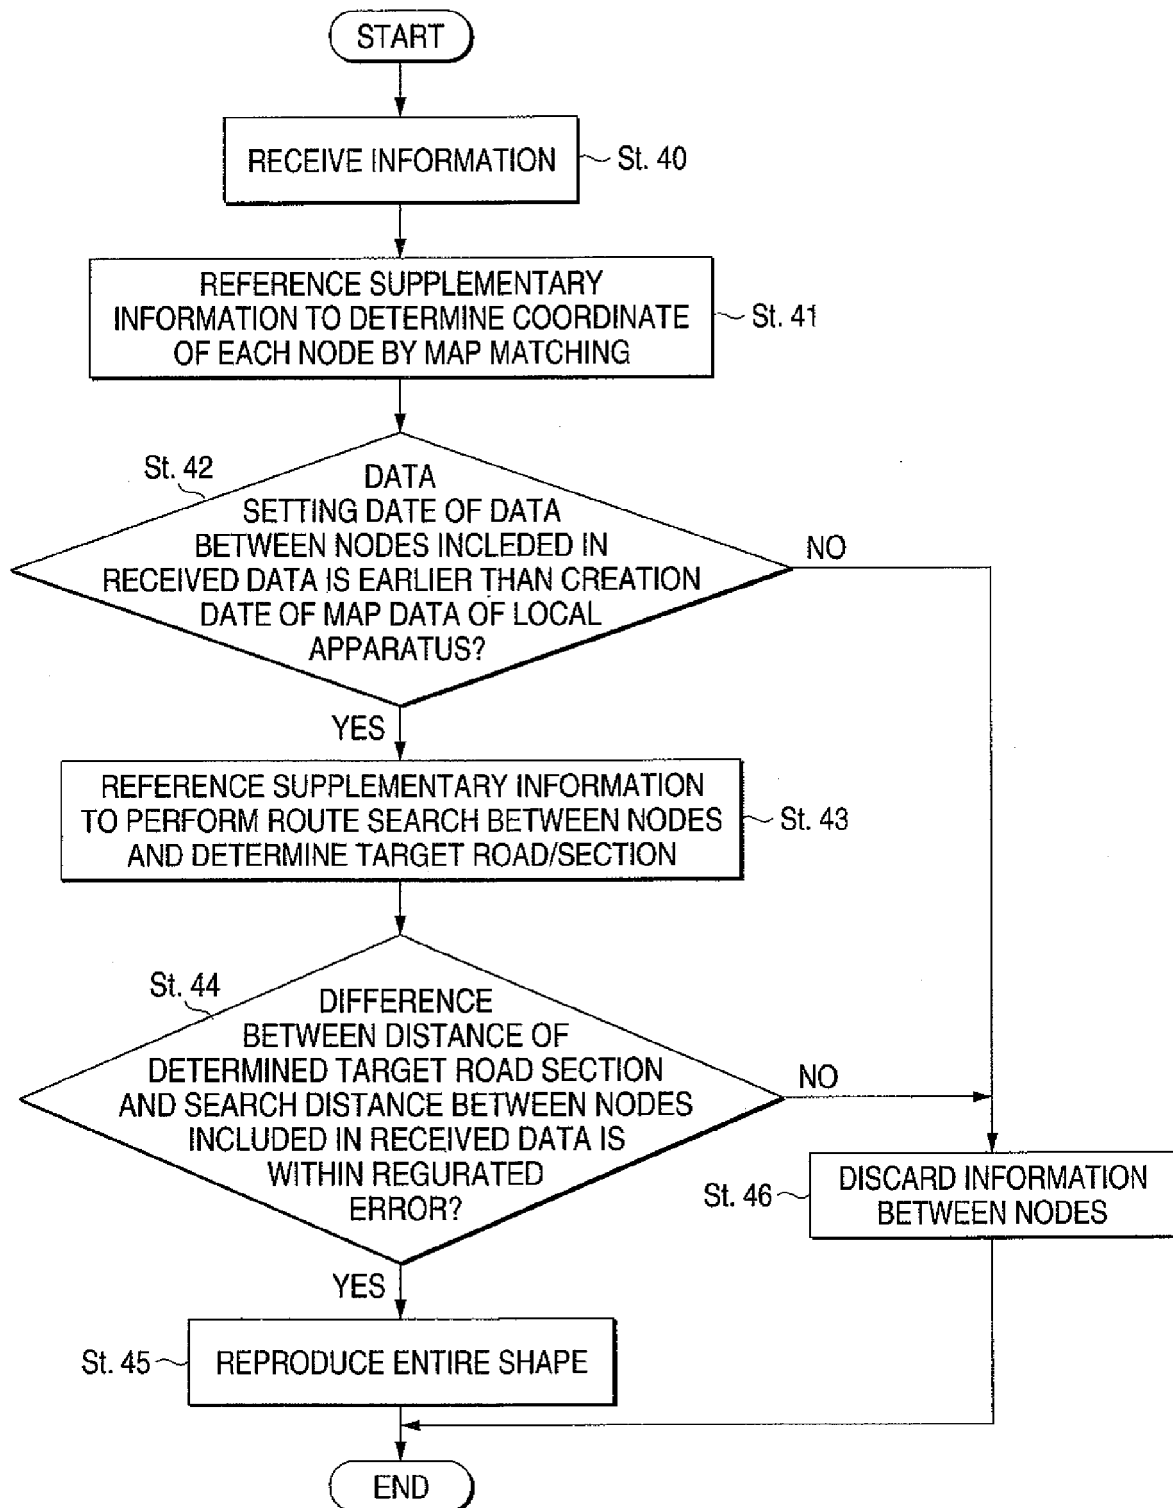 START
RECEIVE INFORMATION
St. 40
REFERENCE SUPPLEMENTARY
INFORMATION TO DETERMINE COORDINATE
OF EACH NODE BY MAP MATCHING
St. 41
St. 42
DATA
SETTING DATE OF DATA
BETWEEN NODES INCLEDED IN
RECEIVED DATA IS EARLIER THAN CREATION
DATE OF MAP DATA OF LOCAL
APPARATUS?
NO
YES
REFERENCE SUPPLEMENTARY INFORMATION
TO PERFORM ROUTE SEARCH BETWEEN NODES
AND DETERMINE TARGET ROAD/SECTION
St. 43
St. 44
DIFFERENCE
BETWEEN DISTANCE OF
DETERMINED TARGET ROAD SECTION
AND SEARCH DISTANCE BETWEEN NODES
INCLUDED IN RECEIVED DATA IS
WITHIN REGURATED
ERROR?
NO
YES
St. 46
DISCARD INFORMATION
BETWEEN NODES
St. 45
REPRODUCE ENTIRE SHAPE
END